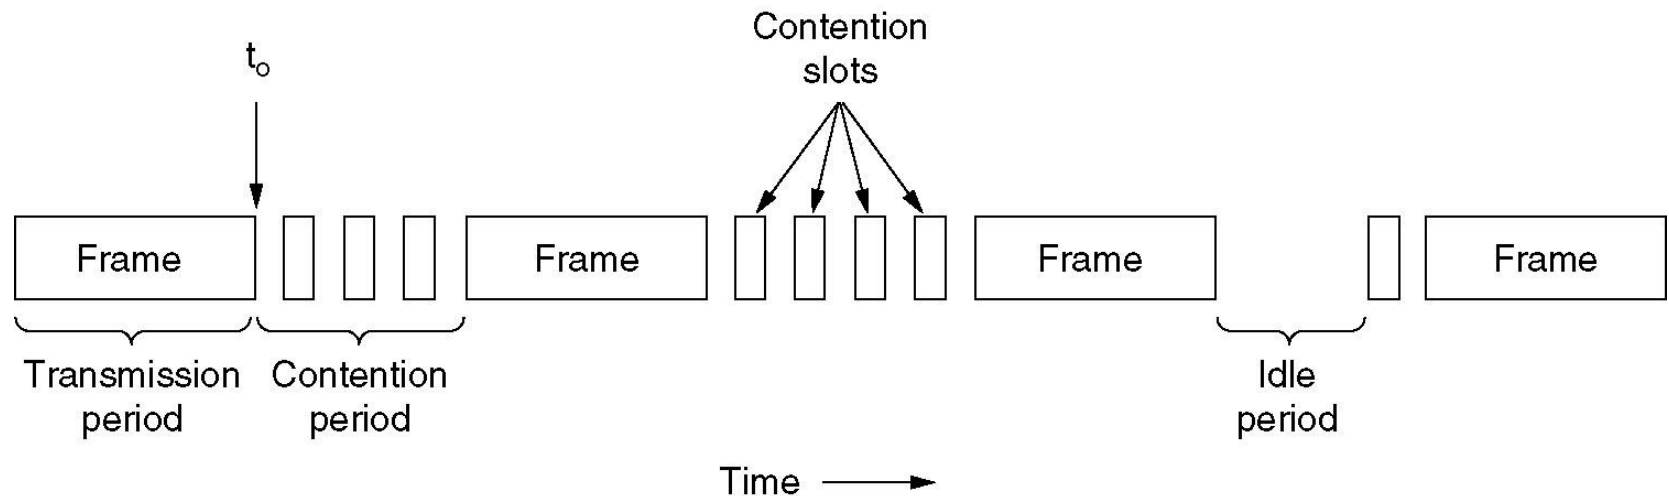 Contention
slots
t₀
Frame
Frame
Frame
Frame
Transmission
period
Contention
period
Idle
period
Time